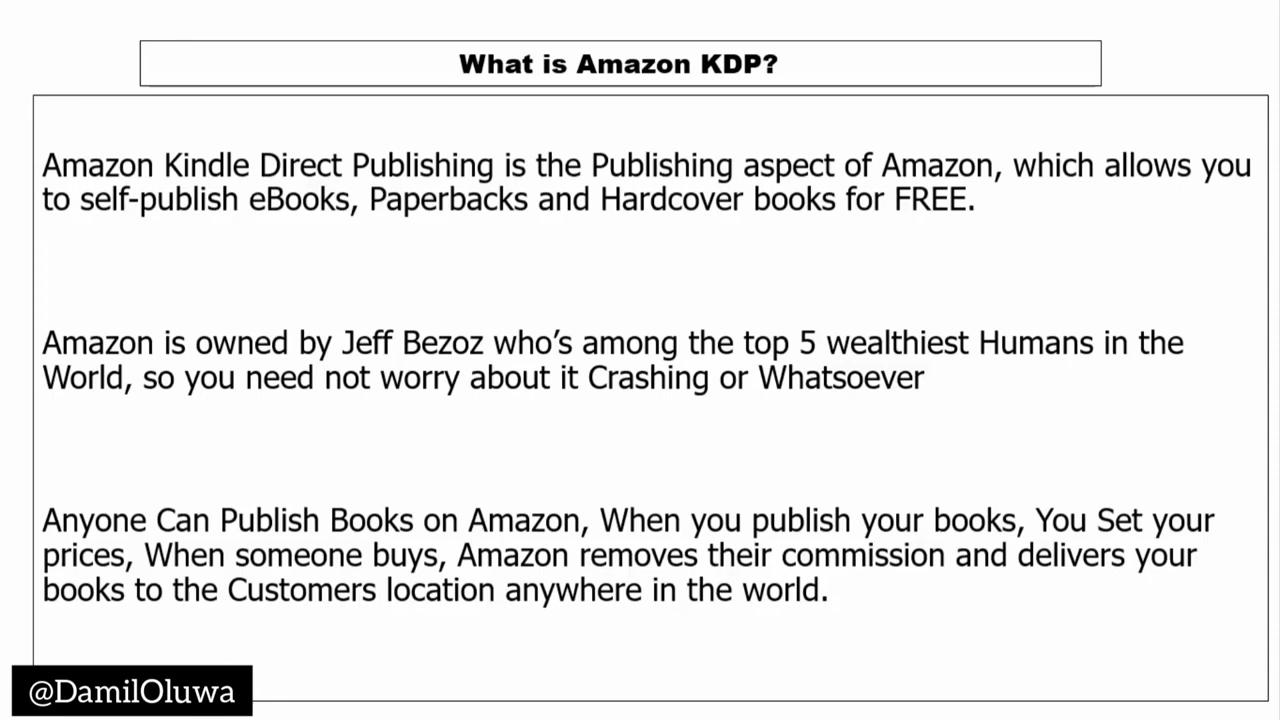 What is Amazon KDP?
Amazon Kindle Direct Publishing is the Publishing aspect of Amazon, which allows you
to self-publish eBooks, Paperbacks and Hardcover books for FREE.
Amazon is owned by Jeff Bezoz who’s among the top 5 wealthiest Humans in the
World, so you need not worry about it Crashing or Whatsoever
Anyone Can Publish Books on Amazon, When you publish your books, You Set your
prices, When someone buys, Amazon removes their commission and delivers your
books to the Customers location anywhere in the world.
@DamilOluwa